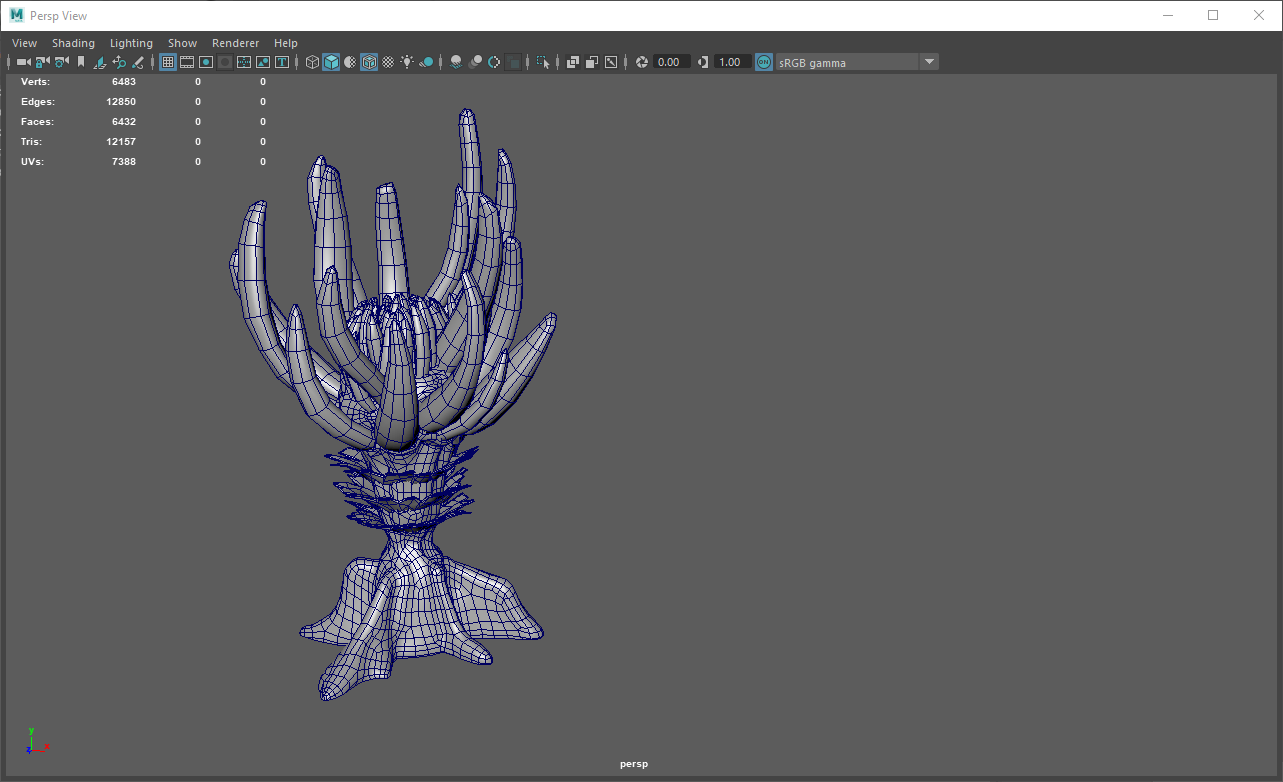 Persp View
View Shading Lighting Show Renderer Help
0.00 1.00 ON sRGB gamma
Verts: 6483 0 0
Edges: 12850 0 0
Faces: 6432 0 0
Tris: 12157 0 0
UVs: 7388 0 0
y
z x
persp